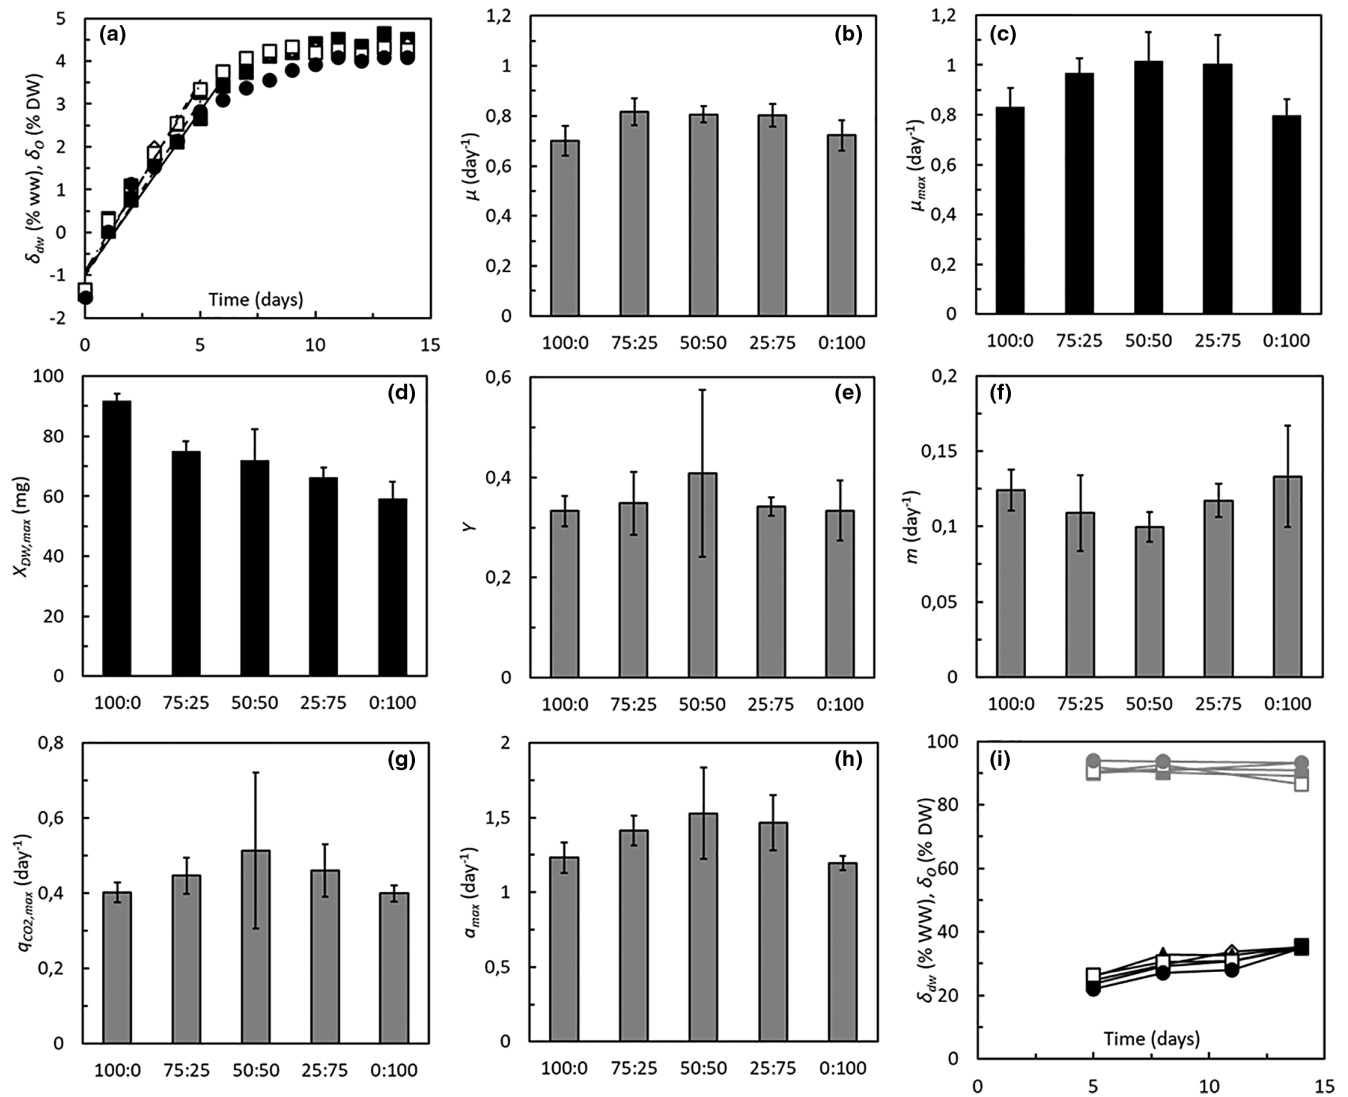 (a)
5
4
3
2
1
0
-1
-2
δdw (% ww), δO (% DW)
Time (days)
0 5 10 15
(b)
1,2
1
0,8
0,6
0,4
0,2
0
μ (day-1)
100:0 75:25 50:50 25:75 0:100
(c)
1,2
1
0,8
0,6
0,4
0,2
0
μmax (day-1)
100:0 75:25 50:50 25:75 0:100
(d)
100
80
60
40
20
0
XDW,max (mg)
100:0 75:25 50:50 25:75 0:100
(e)
0,6
0,4
0,2
0
Y
100:0 75:25 50:50 25:75 0:100
(f)
0,2
0,15
0,1
0,05
0
m (day-1)
100:0 75:25 50:50 25:75 0:100
(g)
0,8
0,6
0,4
0,2
0
qCO2,max (day-1)
100:0 75:25 50:50 25:75 0:100
(h)
2
1,5
1
0,5
0
amax (day-1)
100:0 75:25 50:50 25:75 0:100
(i)
100
80
60
40
20
0
δdw (% WW), δO (% DW)
Time (days)
0 5 10 15